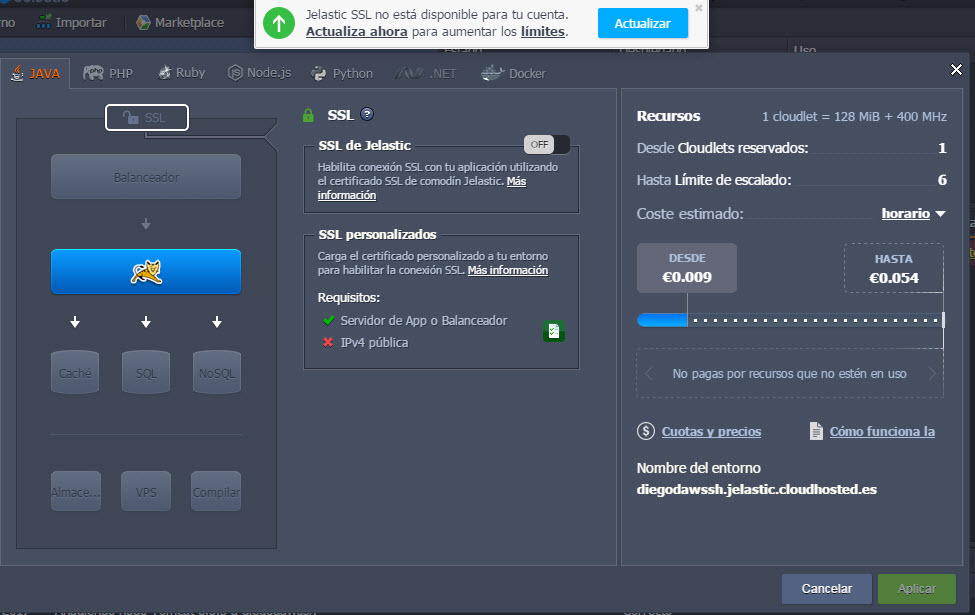 Jelastic SSL no está disponible para tu cuenta.
Actualiza ahora para aumentar los límites.
Actualizar
Importar
Marketplace
Uso
JAVA
PHP
Ruby
Node.js
Python
.NET
Docker
SSL
Balanceador
Caché
SQL
NoSQL
Almace...
VPS
Compilar
SSL
SSL de Jelastic
OFF
Habilita conexión SSL con tu aplicación utilizando
el certificado SSL de comodín Jelastic. Más
información
SSL personalizados
Carga el certificado personalizado a tu entorno
para habilitar la conexión SSL. Más información
Requisitos:
Servidor de App o Balanceador
IPv4 pública
Recursos
1 cloudlet = 128 MiB + 400 MHz
Desde Cloudlets reservados: 1
Hasta Límite de escalado: 6
Coste estimado: horario
DESDE
€0.009
HASTA
€0.054
No pagas por recursos que no estén en uso
Cuotas y precios
Cómo funciona la
Nombre del entorno
diegodawssh.jelastic.cloudhosted.es
Cancelar
Aplicar